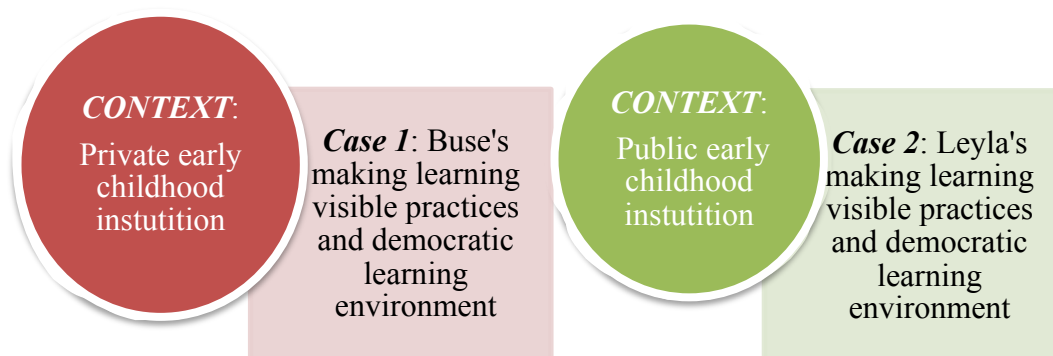 CONTEXT:
Private early
childhood
instutition
Case 1: Buse's
making learning
visible practices
and democratic
learning
environment
CONTEXT:
Public early
childhood
instutition
Case 2: Leyla's
making learning
visible practices
and democratic
learning
environment